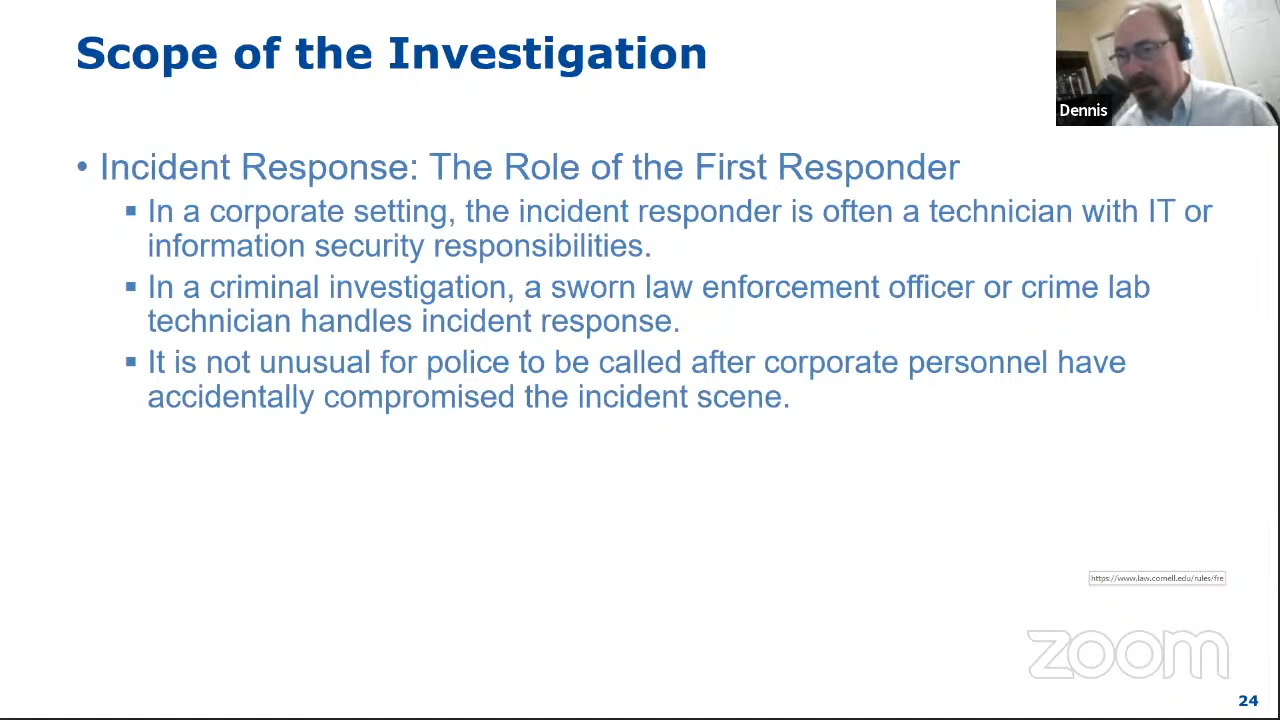 Scope of the Investigation
Dennis
• Incident Response: The Role of the First Responder
▪ In a corporate setting, the incident responder is often a technician with IT or
information security responsibilities.
▪ In a criminal investigation, a sworn law enforcement officer or crime lab
technician handles incident response.
▪ It is not unusual for police to be called after corporate personnel have
accidentally compromised the incident scene.
https://www.law.cornell.edu/rules/fre
zoom
24